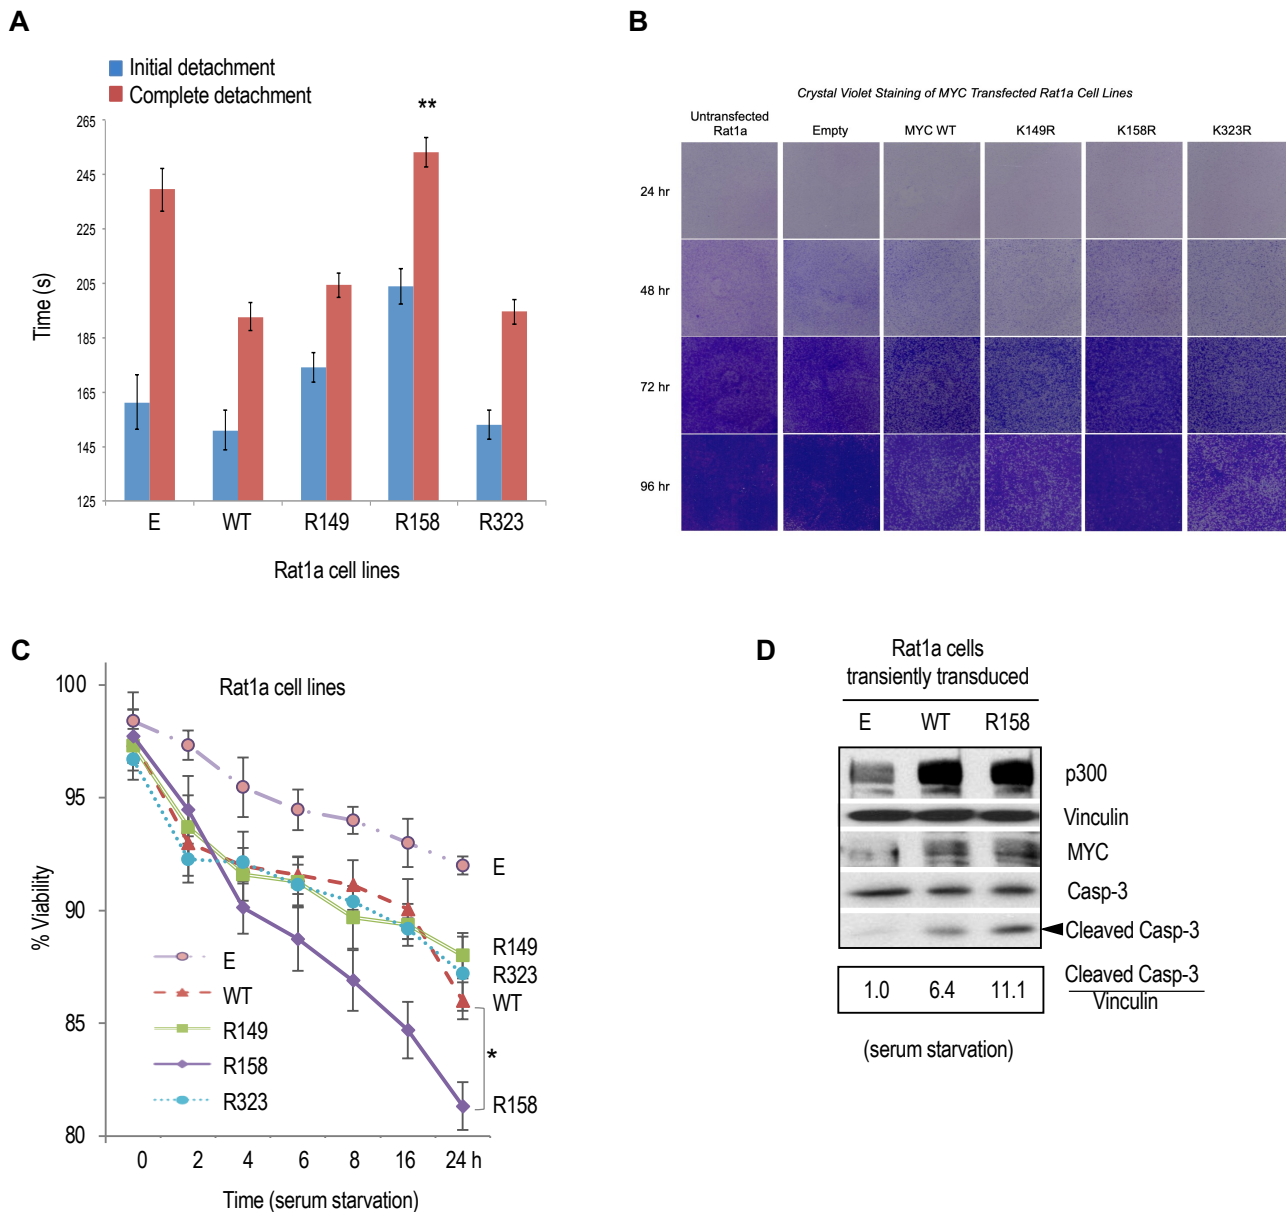 A
Initial detachment
Complete detachment
**
265
245
225
205
185
165
145
125
Time (s)
E WT R149 R158 R323
Rat1a cell lines
B
Crystal Violet Staining of MYC Transfected Rat1a Cell Lines
Untransfected
Rat1a Empty MYC WT K149R K158R K323R
24 hr
48 hr
72 hr
96 hr
C
Rat1a cell lines
100
95
90
85
80
% Viability
E
R149
R323
WT
*
R158
E
WT
R149
R158
R323
0 2 4 6 8 16 24 h
Time (serum starvation)
D
Rat1a cells
transiently transduced
E WT R158
p300
Vinculin
MYC
Casp-3
Cleaved Casp-3
1.0 6.4 11.1
Cleaved Casp-3
Vinculin
(serum starvation)